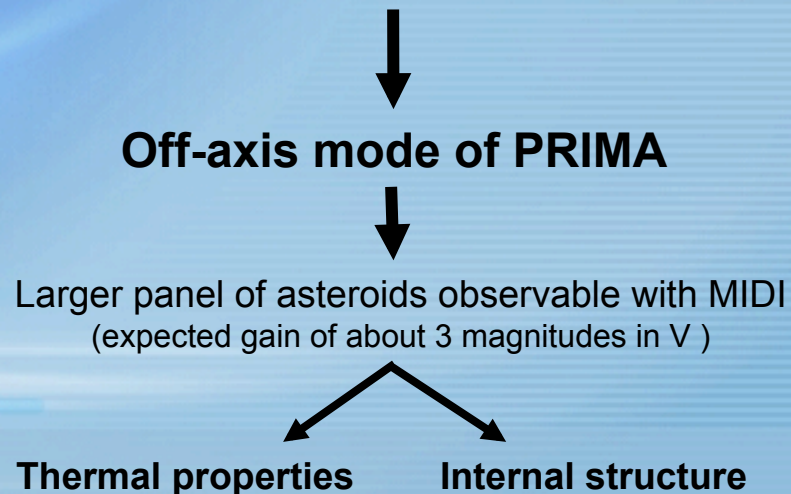 Off-axis mode of PRIMA
Larger panel of asteroids observable with MIDI
(expected gain of about 3 magnitudes in V )
Thermal properties Internal structure